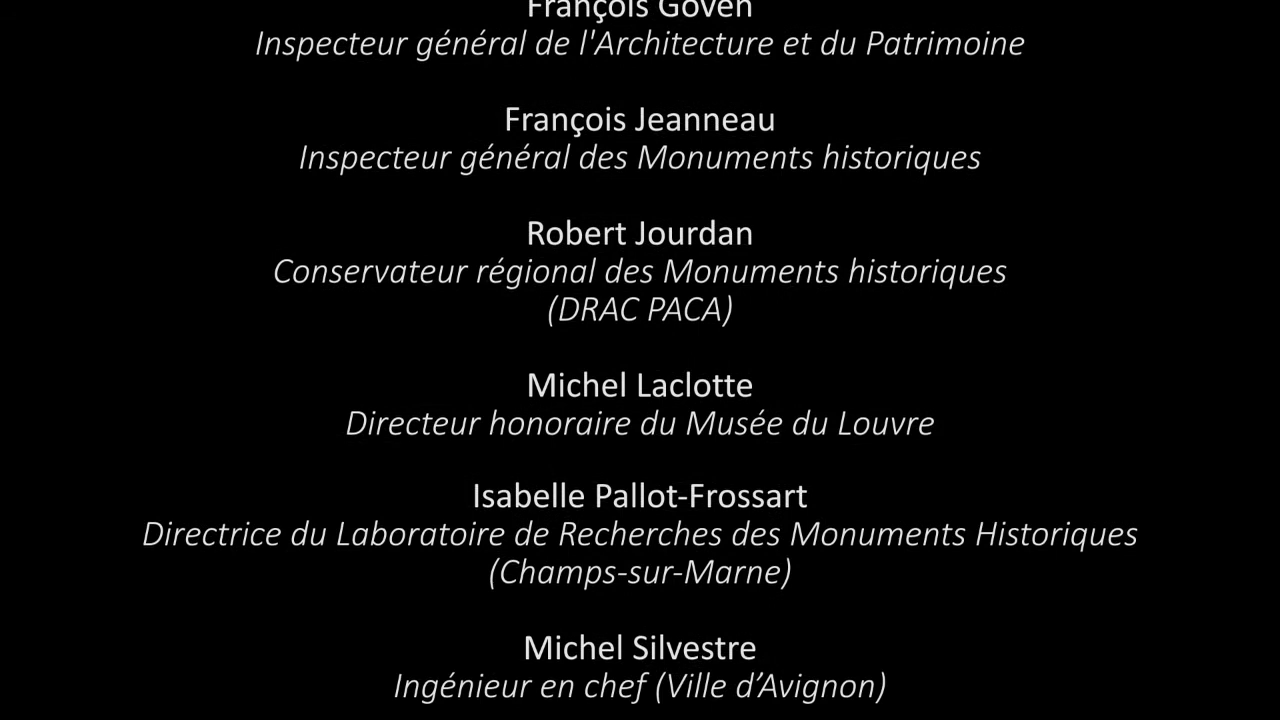 François Goven
Inspecteur général de l'Architecture et du Patrimoine
François Jeanneau
Inspecteur général des Monuments historiques
Robert Jourdan
Conservateur régional des Monuments historiques
(DRAC PACA)
Michel Laclotte
Directeur honoraire du Musée du Louvre
Isabelle Pallot-Frossart
Directrice du Laboratoire de Recherches des Monuments Historiques
(Champs-sur-Marne)
Michel Silvestre
Ingénieur en chef (Ville d’Avignon)